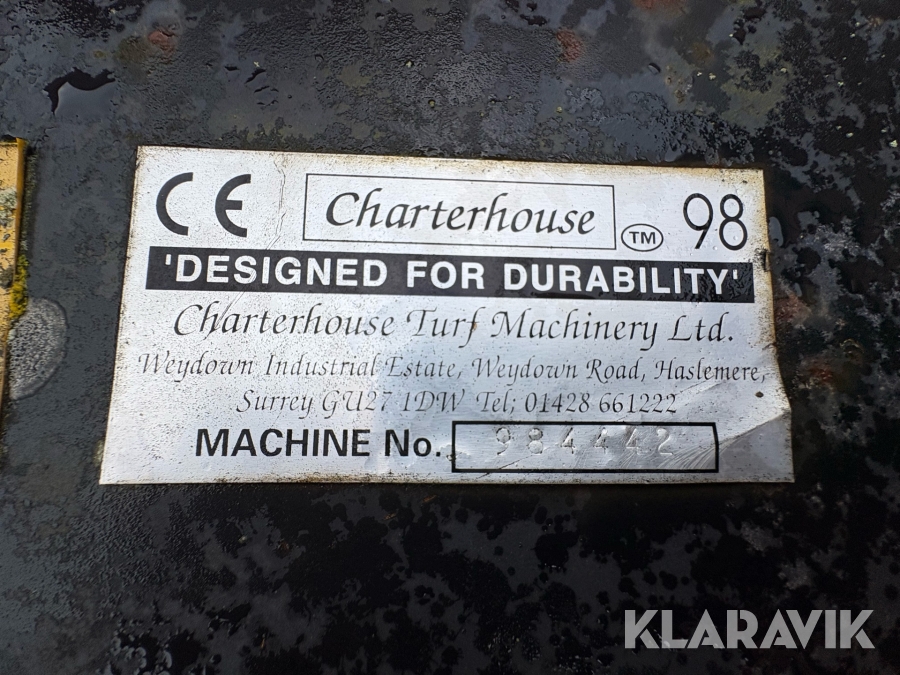 CE Charterhouse TM 98
'DESIGNED FOR DURABILITY'
Charterhouse Turf Machinery Ltd.
Weydown Industrial Estate, Weydown Road, Haslemere,
Surrey GU27 1DW Tel; 01428 661222
MACHINE No. 984442
KLARAVIK